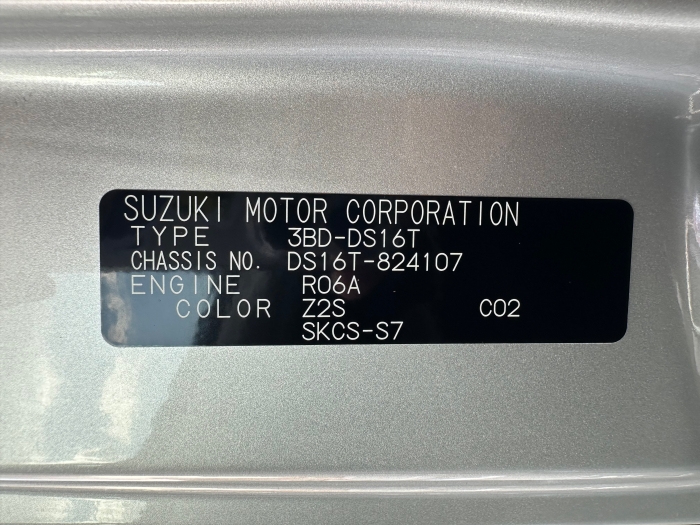 SUZUKI MOTOR CORPORATION
TYPE 3BD-DS16T
CHASSIS NO. DS16T-824107
ENGINE R06A
COLOR Z2S C02
SKCS-S7